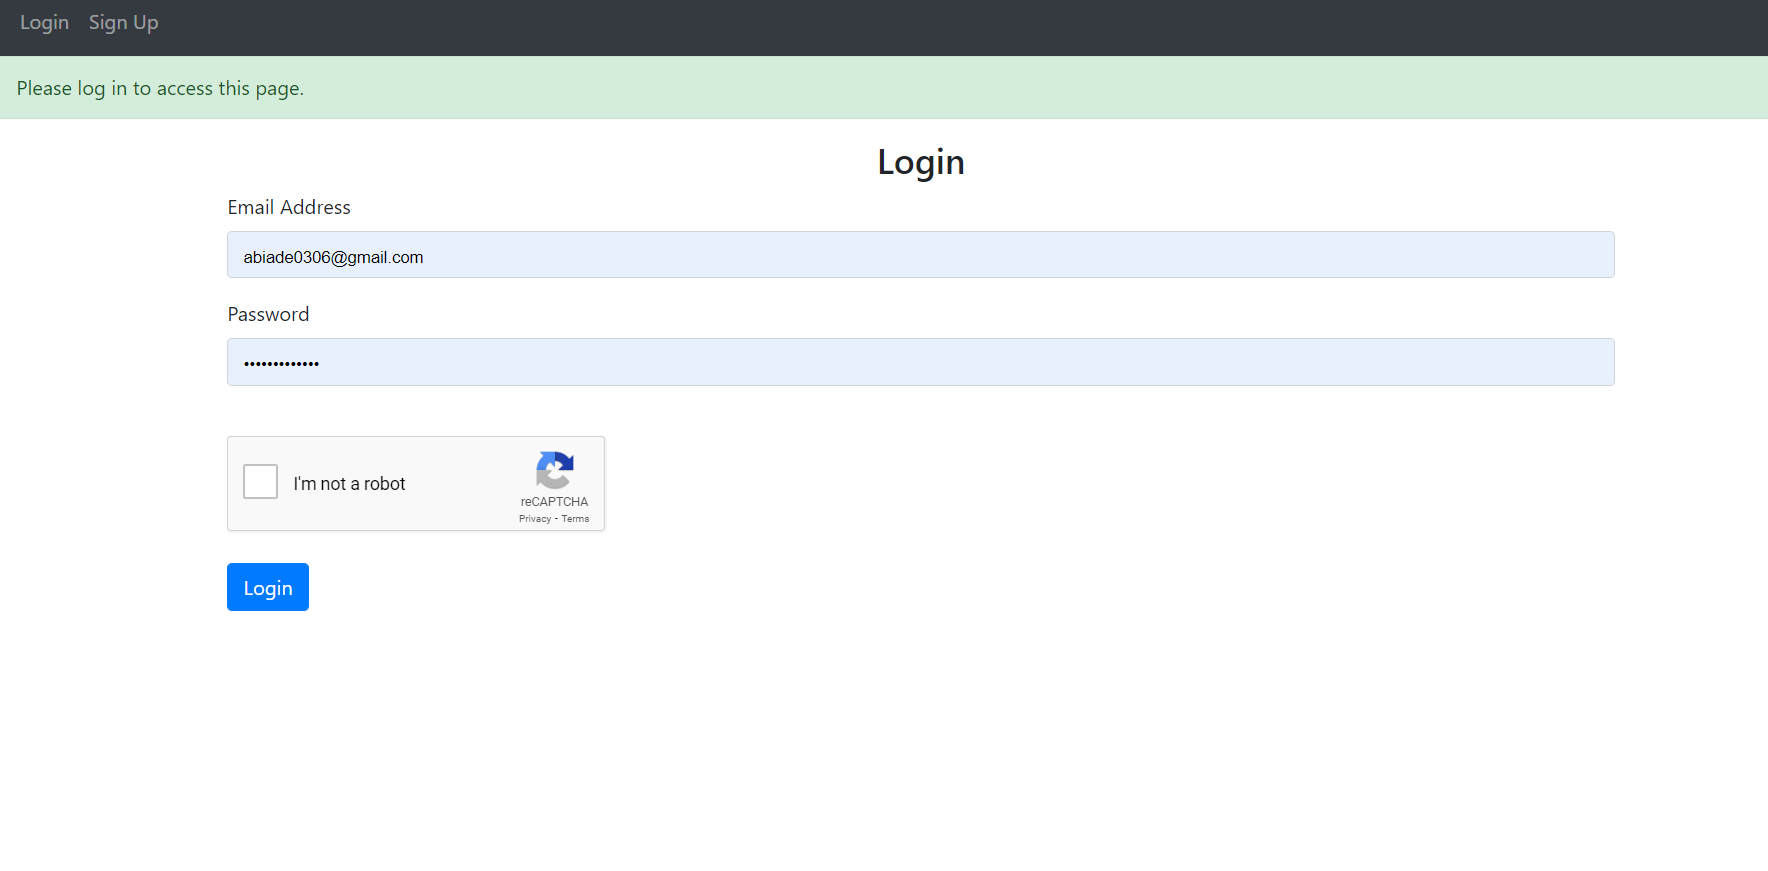 Login Sign Up
Please log in to access this page.
Login
Email Address
abiade0306@gmail.com
Password
•••••••••••••
I'm not a robot
reCAPTCHA
Privacy - Terms
Login